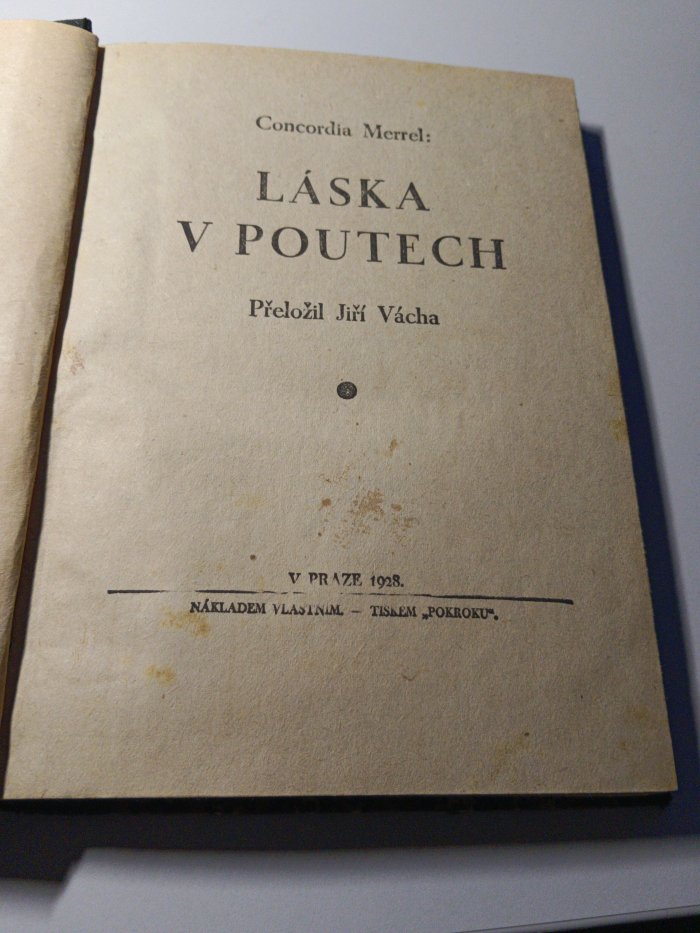 Concordia Merrel:
LÁSKA
V POUTECH
Přeložil Jiří Vácha
V PRAZE 1928.
NÁKLADEM VLASTNÍM. — TISKEM „POKROKU“.